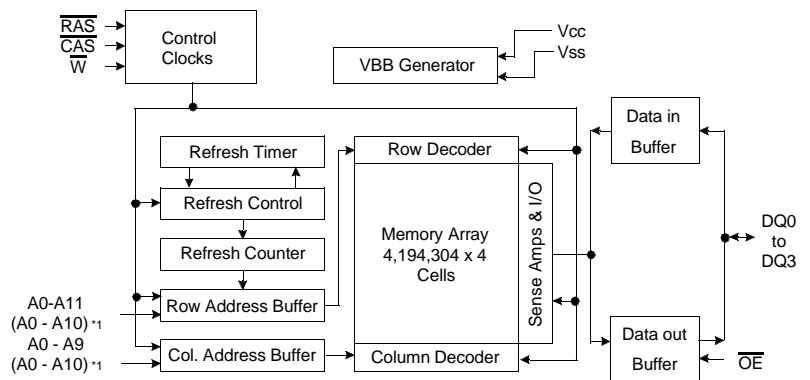 RAS
CAS
W
Control
Clocks
VBB Generator
Vcc
Vss
Refresh Timer
Refresh Control
Refresh Counter
Row Address Buffer
Col. Address Buffer
A0-A11
(A0 - A10) *1
A0 - A9
(A0 - A10) *1
Row Decoder
Memory Array
4,194,304 x 4
Cells
Column Decoder
Sense Amps & I/O
Data in
Buffer
Data out
Buffer
DQ0
to
DQ3
OE